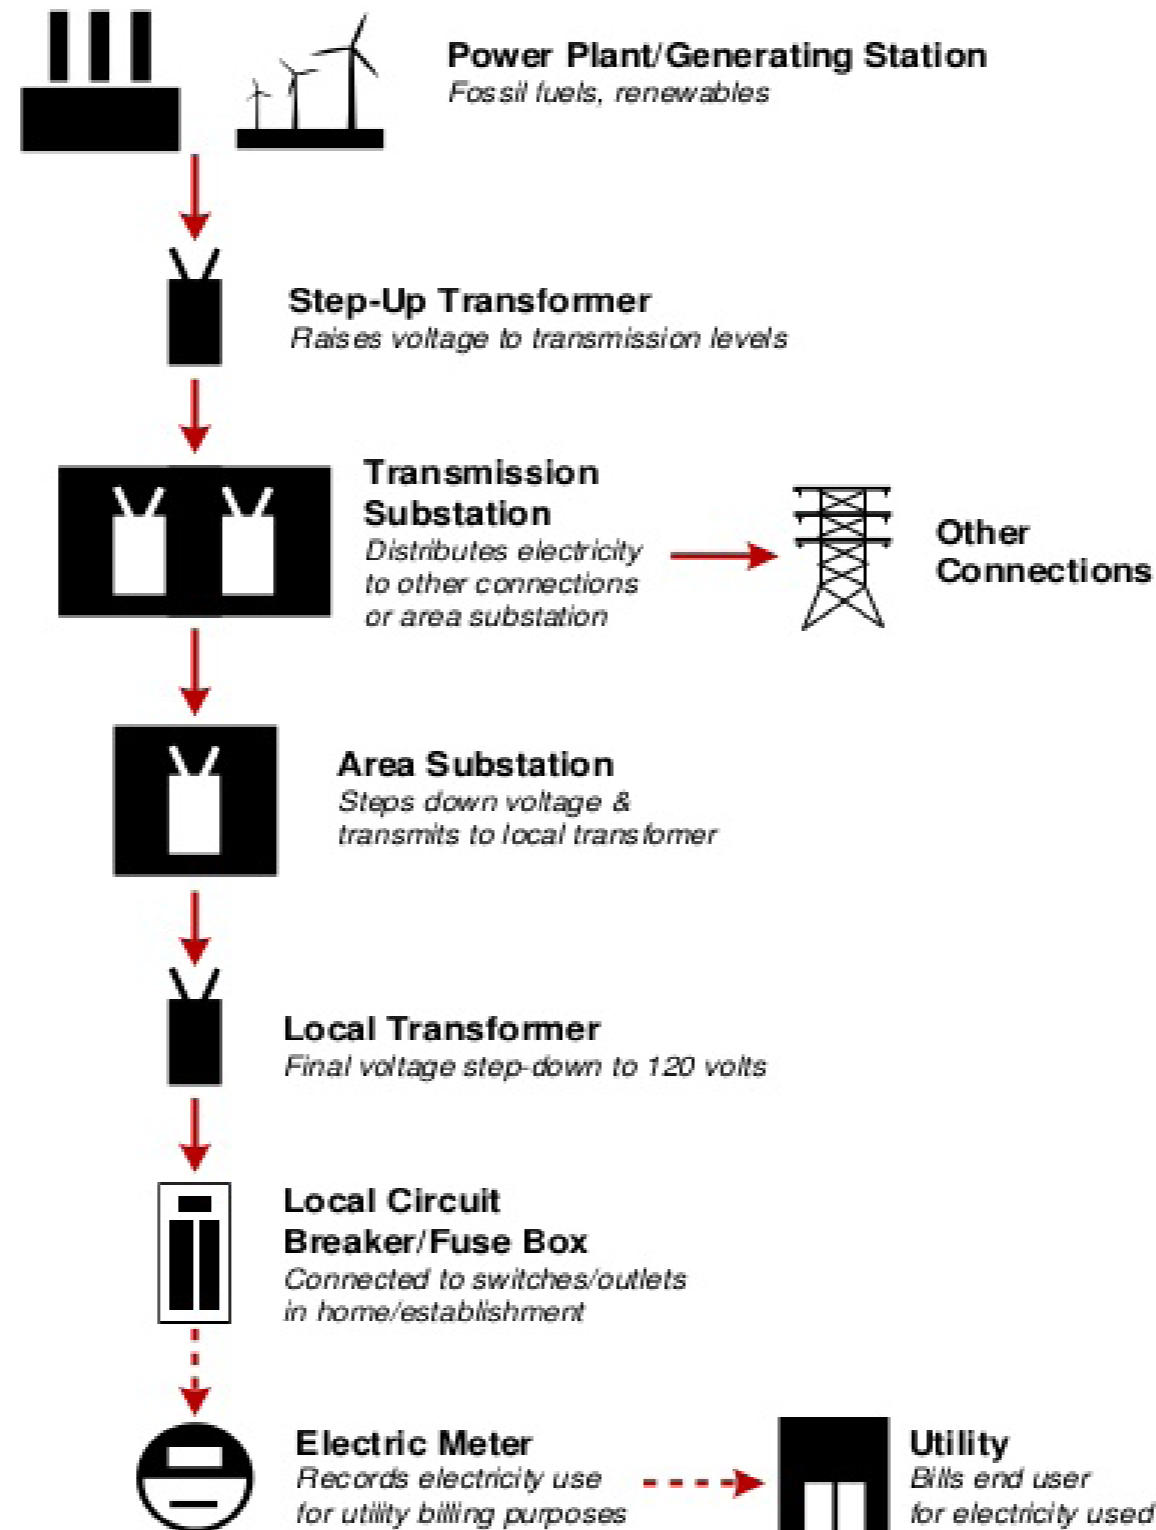 Power Plant/Generating Station
Fossil fuels, renewables
Step-Up Transformer
Raises voltage to transmission levels
Transmission
Substation
Distributes electricity
to other connections
or area substation
Other
Connections
Area Substation
Steps down voltage &
transmits to local transfomer
Local Transformer
Final voltage step-down to 120 volts
Local Circuit
Breaker/Fuse Box
Connected to switches/outlets
in home/establishment
Electric Meter
Records electricity use
for utility billing purposes
Utility
Bills end user
for electricity used